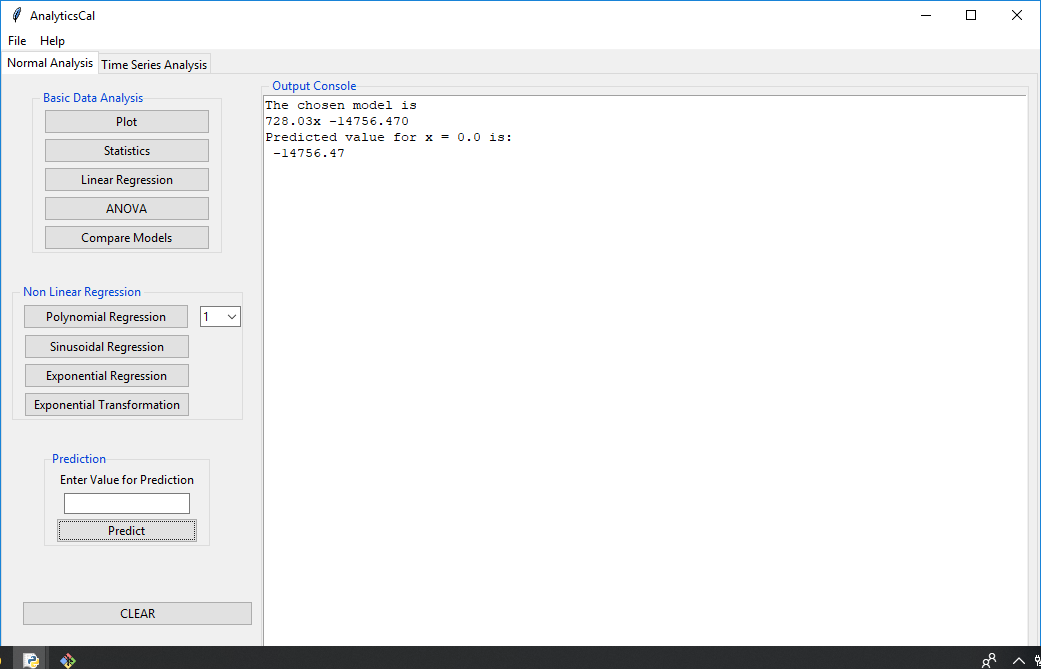 AnalyticsCal
File Help
Normal Analysis Time Series Analysis
Basic Data Analysis
Plot
Statistics
Linear Regression
ANOVA
Compare Models
Non Linear Regression
Polynomial Regression 1
Sinusoidal Regression
Exponential Regression
Exponential Transformation
Prediction
Enter Value for Prediction
Predict
CLEAR
Output Console
The chosen model is
728.03x -14756.470
Predicted value for x = 0.0 is:
-14756.47